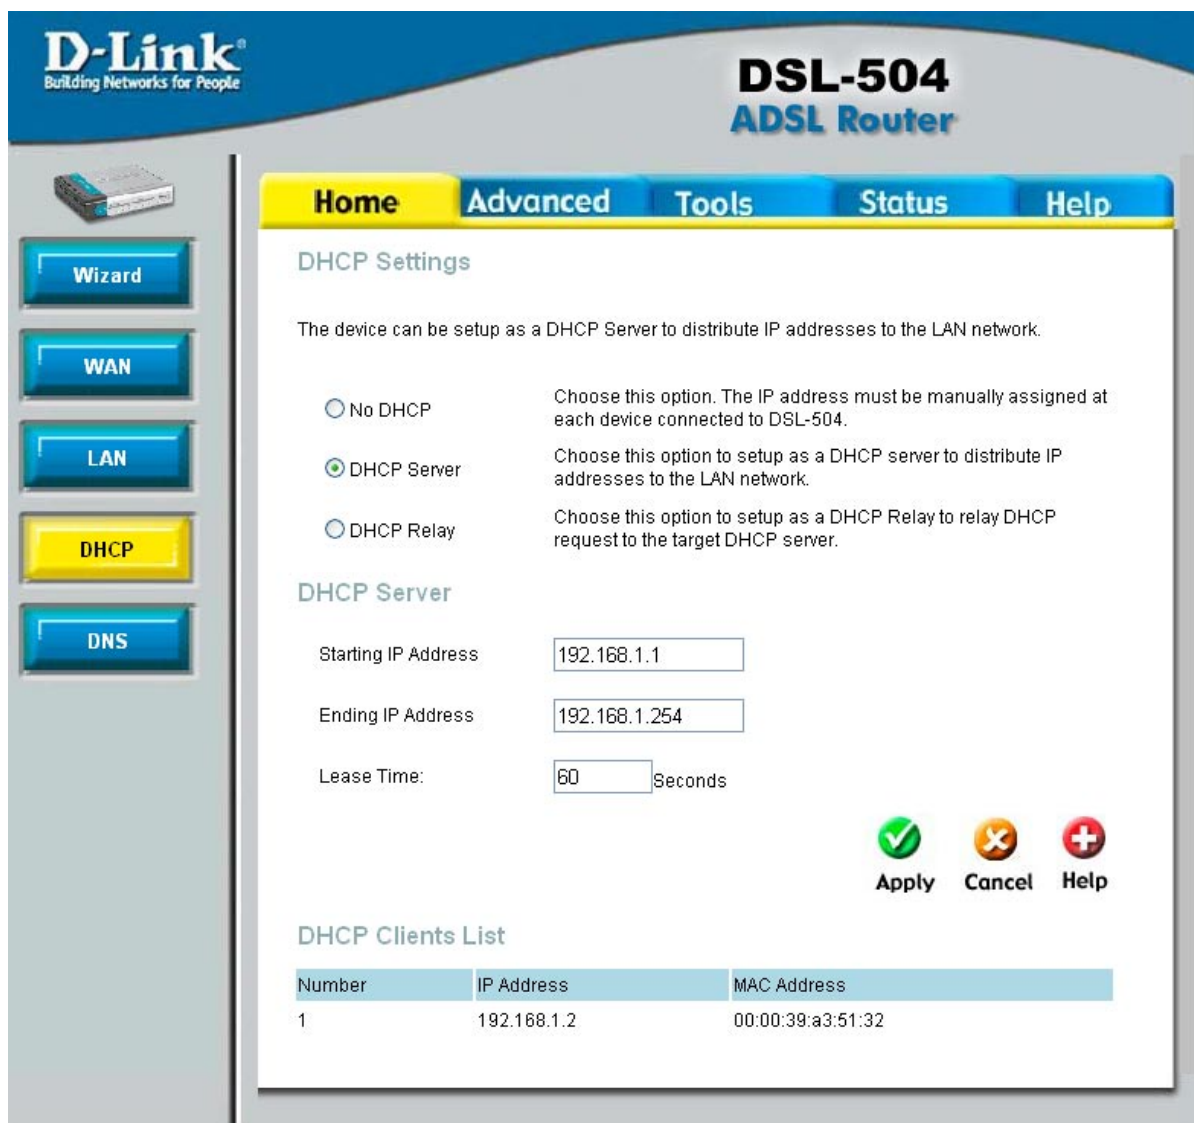 D-Link®
Building Networks for People
DSL-504
ADSL Router
Home Advanced Tools Status Help
Wizard
WAN
LAN
DHCP
DNS
DHCP Settings
The device can be setup as a DHCP Server to distribute IP addresses to the LAN network.
No DHCP
Choose this option. The IP address must be manually assigned at
each device connected to DSL-504.
DHCP Server
Choose this option to setup as a DHCP server to distribute IP
addresses to the LAN network.
DHCP Relay
Choose this option to setup as a DHCP Relay to relay DHCP
request to the target DHCP server.
DHCP Server
Starting IP Address 192.168.1.1
Ending IP Address 192.168.1.254
Lease Time: 60 Seconds
Apply Cancel Help
DHCP Clients List
Number IP Address MAC Address
1 192.168.1.2 00:00:39:a3:51:32